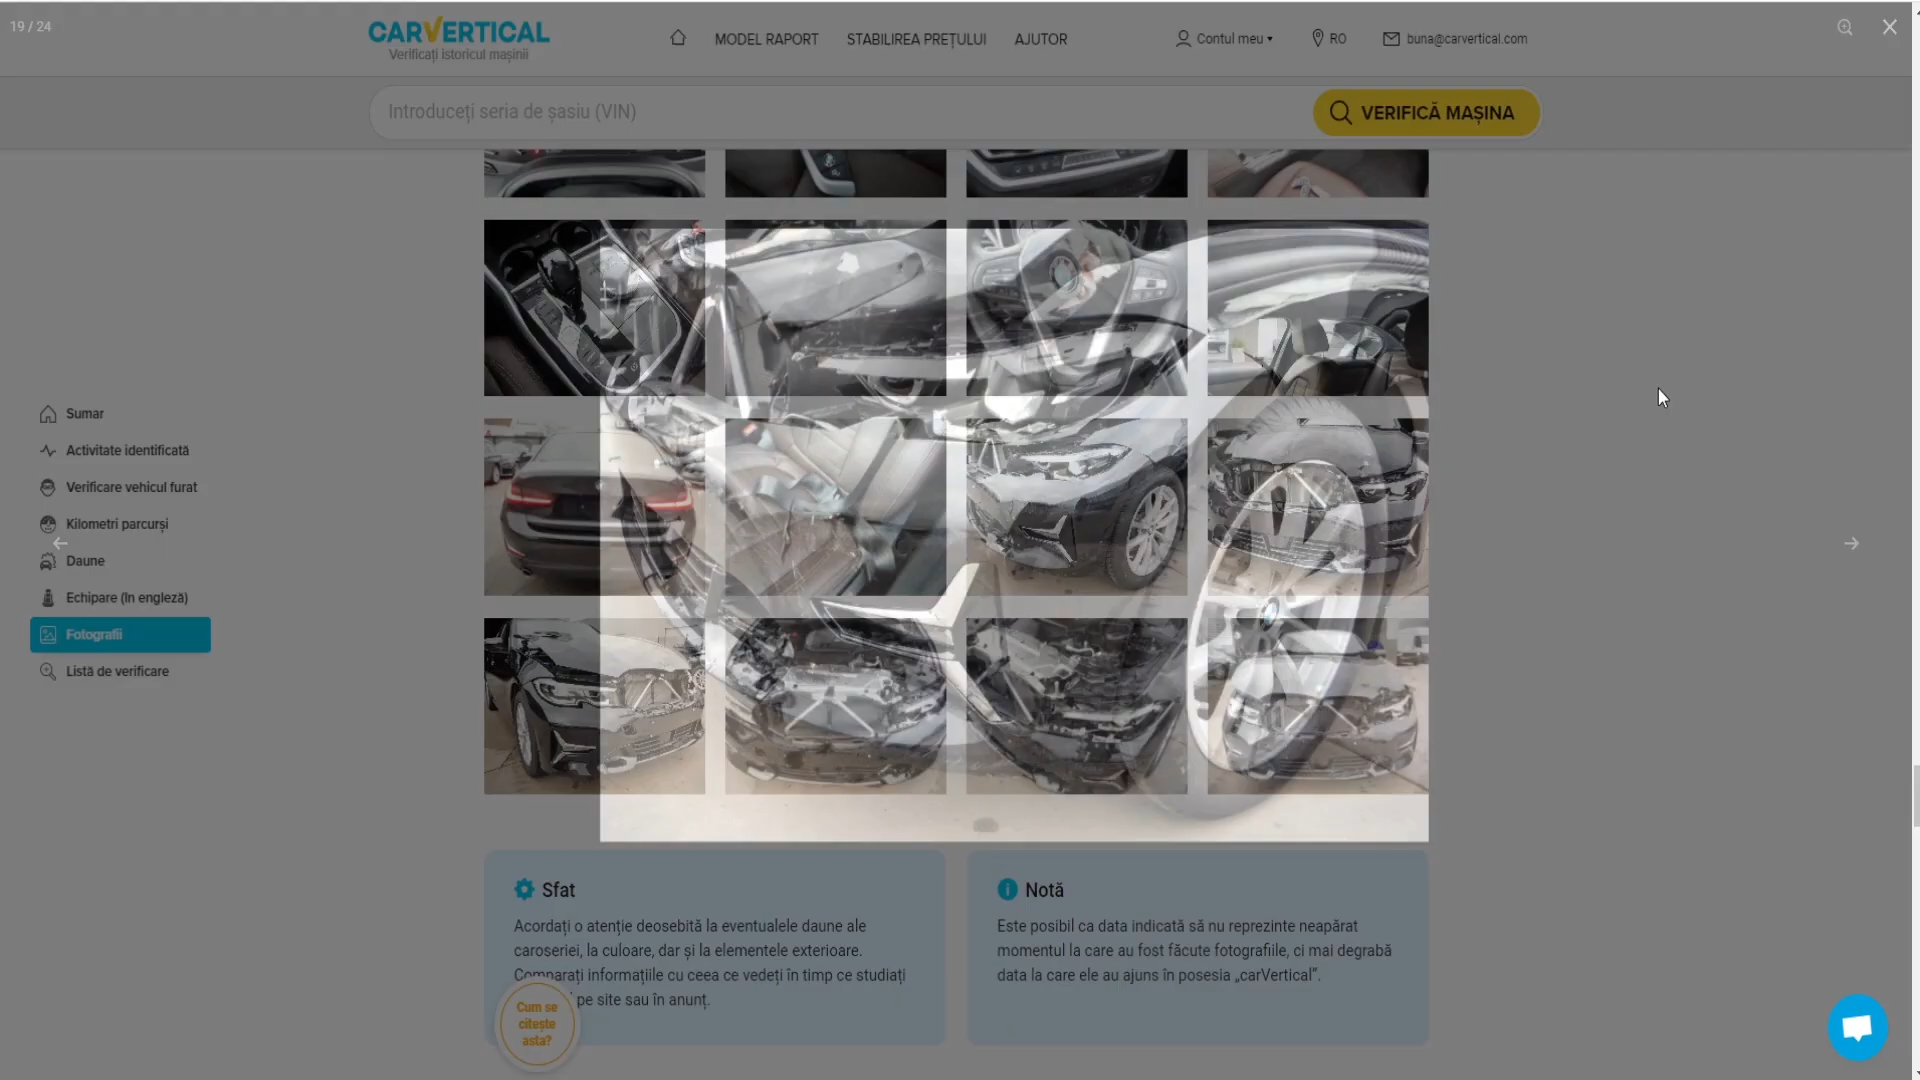 19 / 24
CARVERTICAL
Verificați istoricul mașinii
MODEL RAPORT
STABILIREA PREȚULUI
AJUTOR
Contul meu
RO
buna@carvertical.com
Introduceți seria de șasiu (VIN)
VERIFICĂ MAȘINA
Sumar
Activitate identificată
Verificare vehicul furat
Kilometri parcurși
Daune
Echipare (în engleză)
Fotografii
Listă de verificare
Sfat
Acordați o atenție deosebită la eventualele daune ale
caroseriei, la culoare, dar și la elementele exterioare.
Comparați informațiile cu ceea ce vedeți în timp ce studiați
pe site sau în anunț.
Notă
Este posibil ca data indicată să nu reprezinte neapărat
momentul la care au fost făcute fotografiile, ci mai degrabă
data la care ele au ajuns în posesia „carVertical”.
Cum se
citește
asta?